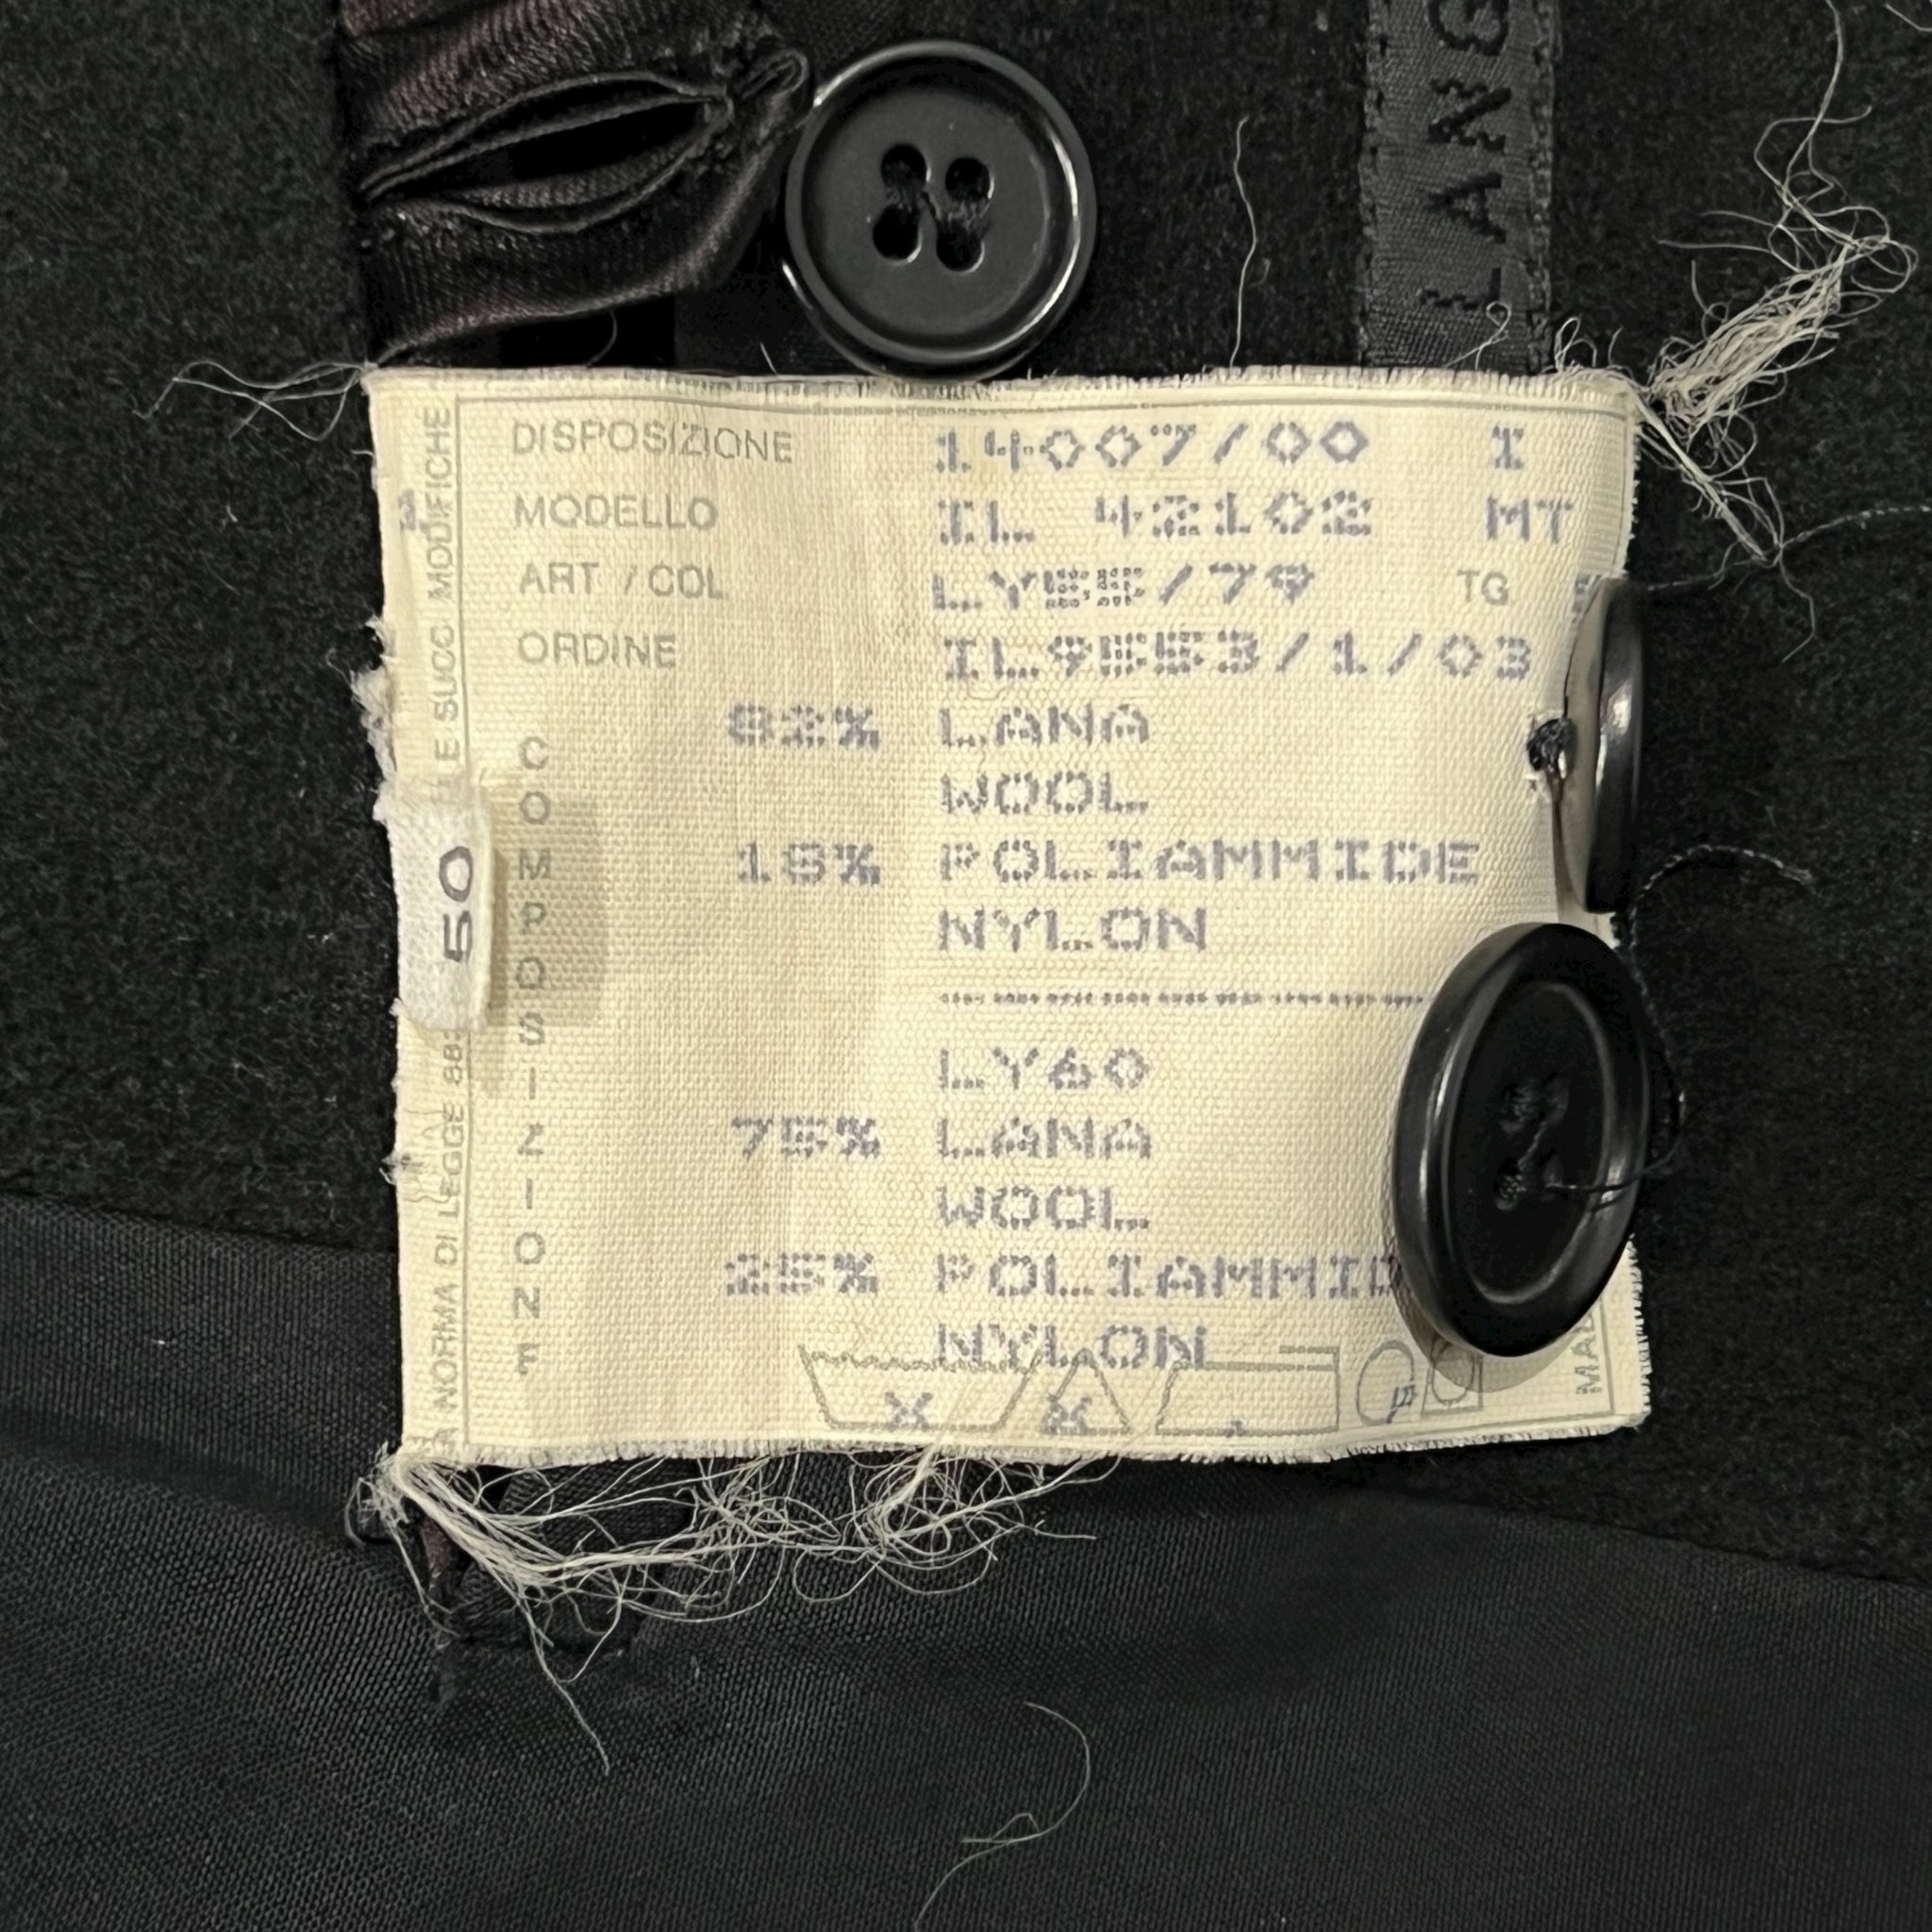 LANG
DISPOSIZIONE 14007/00 I
1 MODELLO IL 42102 MT
ART / COL LY55/79 TG
ORDINE IL9553/1/03
82% LANA
WOOL
18% POLIAMMIDE
NYLON
LY60
75% LANA
WOOL
25% POLIAMMID
NYLON
COMPOSIZIONE
50
A NORMA DI LEGGE 883
LE SUCC MODIFICHE
F